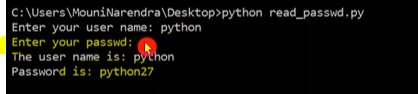 C:\Users\MouniNarendra\Desktop>python read_passwd.py
Enter your user name: python
Enter your passwd:
The user name is: python
Password is: python27